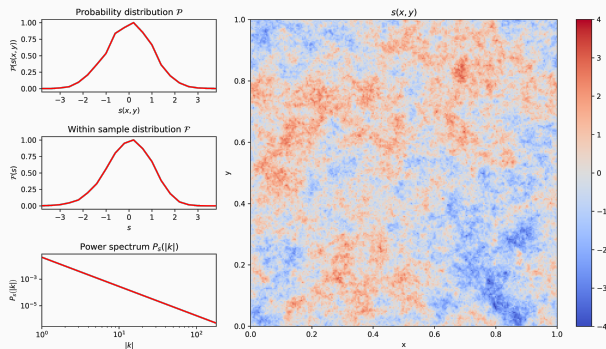 Probability distribution 𝒫
𝒫(s(x, y))
1.00
0.75
0.50
0.25
0.00
−3 −2 −1 0 1 2 3
s(x, y)
Within sample distribution ℱ
ℱ(s)
1.00
0.75
0.50
0.25
0.00
−3 −2 −1 0 1 2 3
s
Power spectrum Pₛ(|k|)
Pₛ(|k|)
10⁻³
10⁻⁵
10⁰ 10¹ 10²
|k|
s(x, y)
y
1.0
0.8
0.6
0.4
0.2
0.0
0.0 0.2 0.4 0.6 0.8 1.0
x
4
3
2
1
0
−1
−2
−3
−4